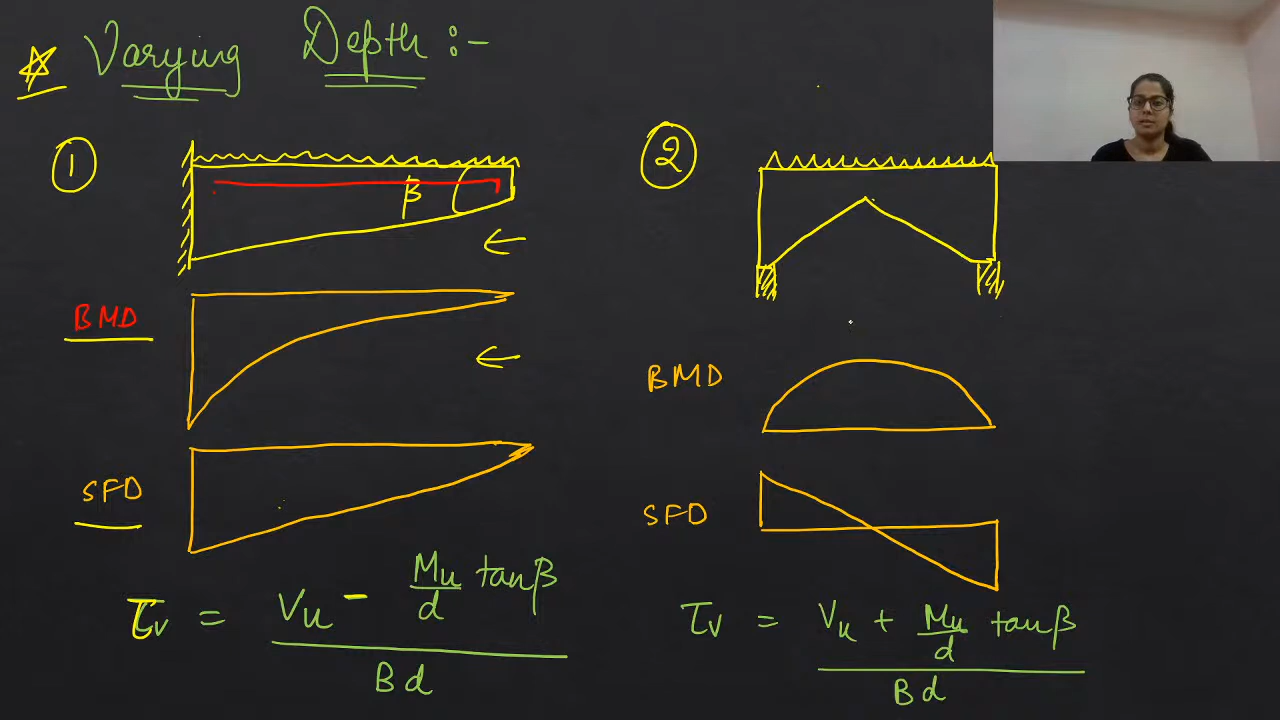 Varying Depth :-
①
②
β
BMD
SFD
τv = (Vu - Mu/d tanβ) / Bd
BMD
SFD
τv = (Vu + Mu/d tanβ) / Bd